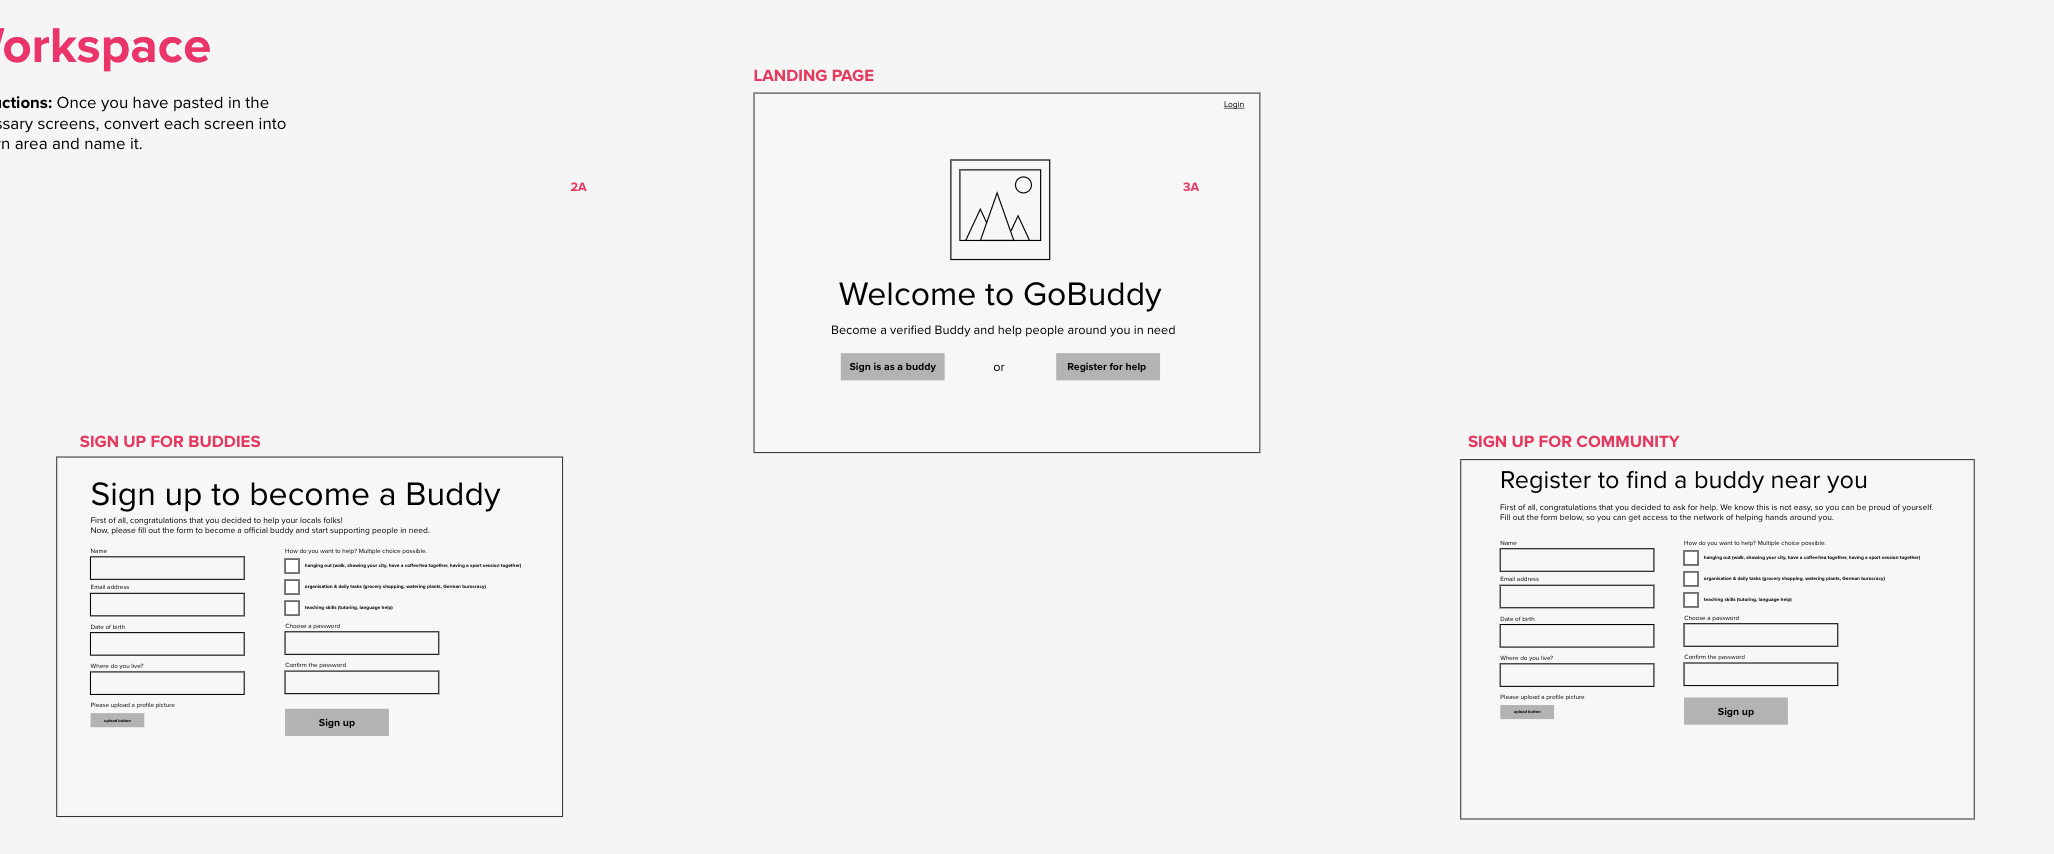 orkspace
uctions: Once you have pasted in the
ssary screens, convert each screen into
n area and name it.
2A
LANDING PAGE
Login
3A
Welcome to GoBuddy
Become a verified Buddy and help people around you in need
Sign is as a buddy
or
Register for help
SIGN UP FOR BUDDIES
Sign up to become a Buddy
First of all, congratulations that you decided to help your locals folks!
Now, please fill out the form to become a official buddy and start supporting people in need.
Name
Email address
Date of birth
Where do you live?
Please upload a profile picture
upload button
How do you want to help? Multiple choice possible.
hanging out (walk, showing your city, have a coffee/tea together, having a sport session together)
organisation & daily tasks (grocery shopping, watering plants, German burocracy)
teaching skills (tutoring, language help)
Choose a password
Confirm the password
Sign up
SIGN UP FOR COMMUNITY
Register to find a buddy near you
First of all, congratulations that you decided to ask for help. We know this is not easy, so you can be proud of yourself.
Fill out the form below, so you can get access to the network of helping hands around you.
Name
Email address
Date of birth
Where do you live?
Please upload a profile picture
upload button
How do you want to help? Multiple choice possible.
hanging out (walk, showing your city, have a coffee/tea together, having a sport session together)
organisation & daily tasks (grocery shopping, watering plants, German burocracy)
teaching skills (tutoring, language help)
Choose a password
Confirm the password
Sign up